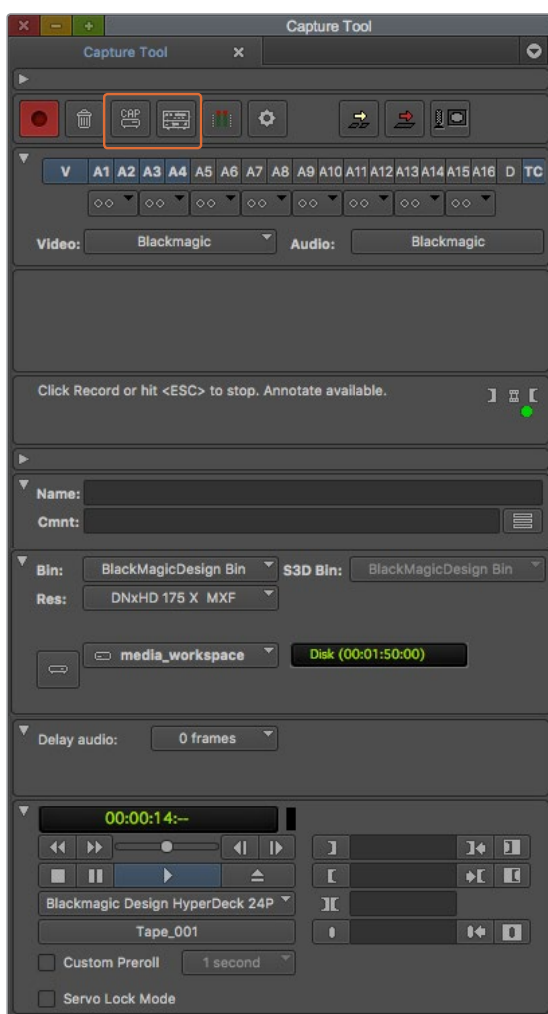 Capture Tool
Capture Tool
CAP
V A1 A2 A3 A4 A5 A6 A7 A8 A9 A10 A11 A12 A13 A14 A15 A16 D TC
Video: Blackmagic Audio: Blackmagic
Click Record or hit <ESC> to stop. Annotate available.
Name:
Cmnt:
Bin: BlackMagicDesign Bin S3D Bin: BlackMagicDesign Bin
Res: DNxHD 175 X MXF
media_workspace Disk (00:01:50:00)
Delay audio: 0 frames
00:00:14:--
Blackmagic Design HyperDeck 24P
Tape_001
Custom Preroll 1 second
Servo Lock Mode